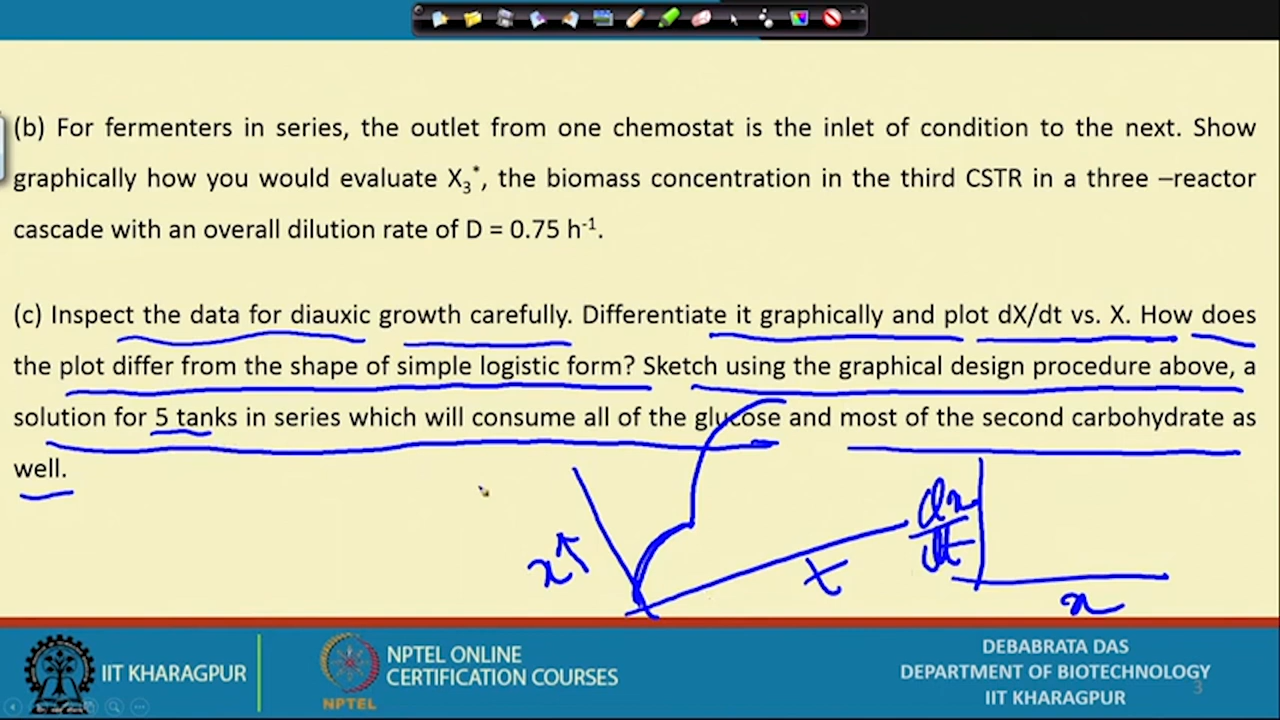 (b) For fermenters in series, the outlet from one chemostat is the inlet of condition to the next. Show
graphically how you would evaluate X₃*, the biomass concentration in the third CSTR in a three –reactor
cascade with an overall dilution rate of D = 0.75 h⁻¹.
(c) Inspect the data for diauxic growth carefully. Differentiate it graphically and plot dX/dt vs. X. How does
the plot differ from the shape of simple logistic form? Sketch using the graphical design procedure above, a
solution for 5 tanks in series which will consume all of the glucose and most of the second carbohydrate as
well.
x
t
dx
dt
x
IIT KHARAGPUR
NPTEL
NPTEL ONLINE
CERTIFICATION COURSES
DEBABRATA DAS
DEPARTMENT OF BIOTECHNOLOGY
IIT KHARAGPUR
3